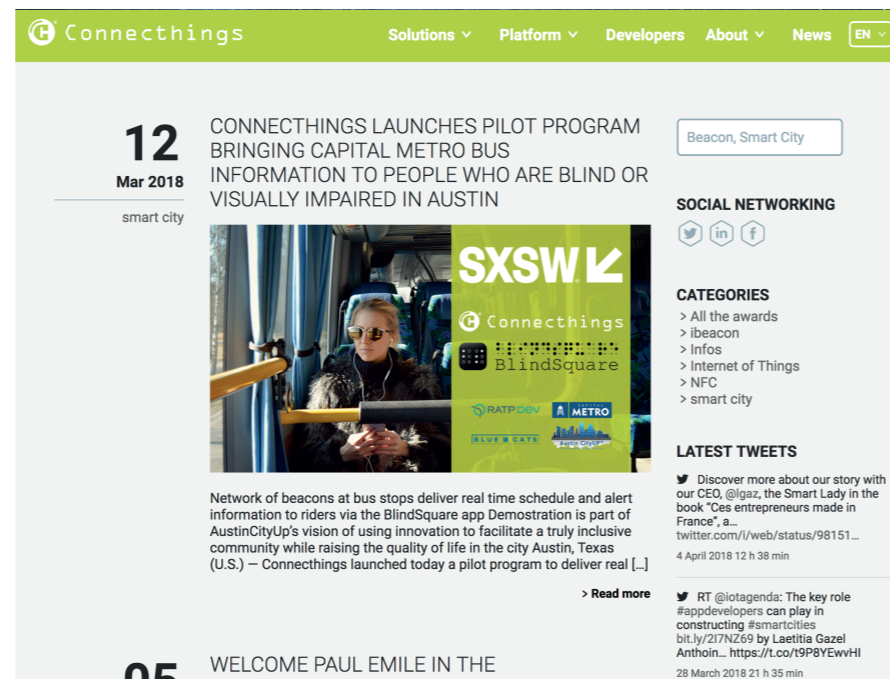 Connecthings
Solutions
Platform
Developers
About
News
EN
12
Mar 2018
smart city
CONNECTHINGS LAUNCHES PILOT PROGRAM
BRINGING CAPITAL METRO BUS
INFORMATION TO PEOPLE WHO ARE BLIND OR
VISUALLY IMPAIRED IN AUSTIN
SXSW
Connecthings
BlindSquare
RATP DEV
CAPITAL
METRO
BLUE CATS
Austin CityUP
Network of beacons at bus stops deliver real time schedule and alert
information to riders via the BlindSquare app Demostration is part of
AustinCityUp's vision of using innovation to facilitate a truly inclusive
community while raising the quality of life in the city Austin, Texas
(U.S.) — Connecthings launched today a pilot program to deliver real [...]
> Read more
05
WELCOME PAUL EMILE IN THE
Beacon, Smart City
SOCIAL NETWORKING
in
f
CATEGORIES
> All the awards
> ibeacon
> Infos
> Internet of Things
> NFC
> smart city
LATEST TWEETS
Discover more about our story with
our CEO, @lgaz, the Smart Lady in the
book “Ces entrepreneurs made in
France”, a...
twitter.com/i/web/status/98151...
4 April 2018 12 h 38 min
RT @iotagenda: The key role
#appdevelopers can play in
constructing #smartcities
bit.ly/2I7NZ69 by Laetitia Gazel
Anthoin... https://t.co/t9P8YEwvHI
28 March 2018 21 h 35 min